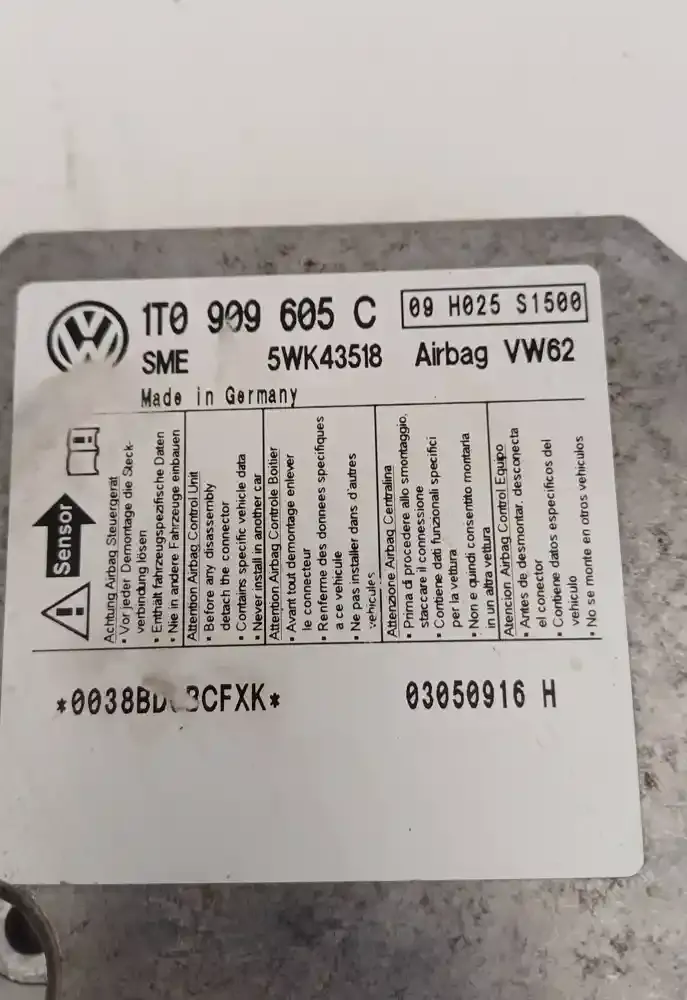 1T0 909 605 C
09 H025 S1500
SME 5WK43518 Airbag VW62
Made in Germany
Sensor
Achtung Airbag Steuergerät
• Vor jeder Demontage die Steck-
verbindung lösen
• Enthält fahrzeugspezifische Daten
• Nie in andere Fahrzeuge einbauen
Attention Airbag Control Unit
• Before any disassembly
detach the connector
• Contains specific vehicle data
• Never install in another car
Attention Airbag Controle Boitier
• Avant tout demontage enlever
le connecteur
• Renferme des donnees specifiques
a ce vehicule
• Ne pas installer dans d'autres
vehicules
Attenzione Airbag Centralina
• Prima di procedere allo smontaggio,
staccare il connessione
• Contiene dati funzionali specifici
per la vettura
• Non e quindi consentito montarla
in un altra vettura
Atencion Airbag Control Equipo
• Antes de desmontar, desconecta
el conector
• Contiene datos especificos del
vehiculo
• No se monte en otros vehiculos
03050916 H